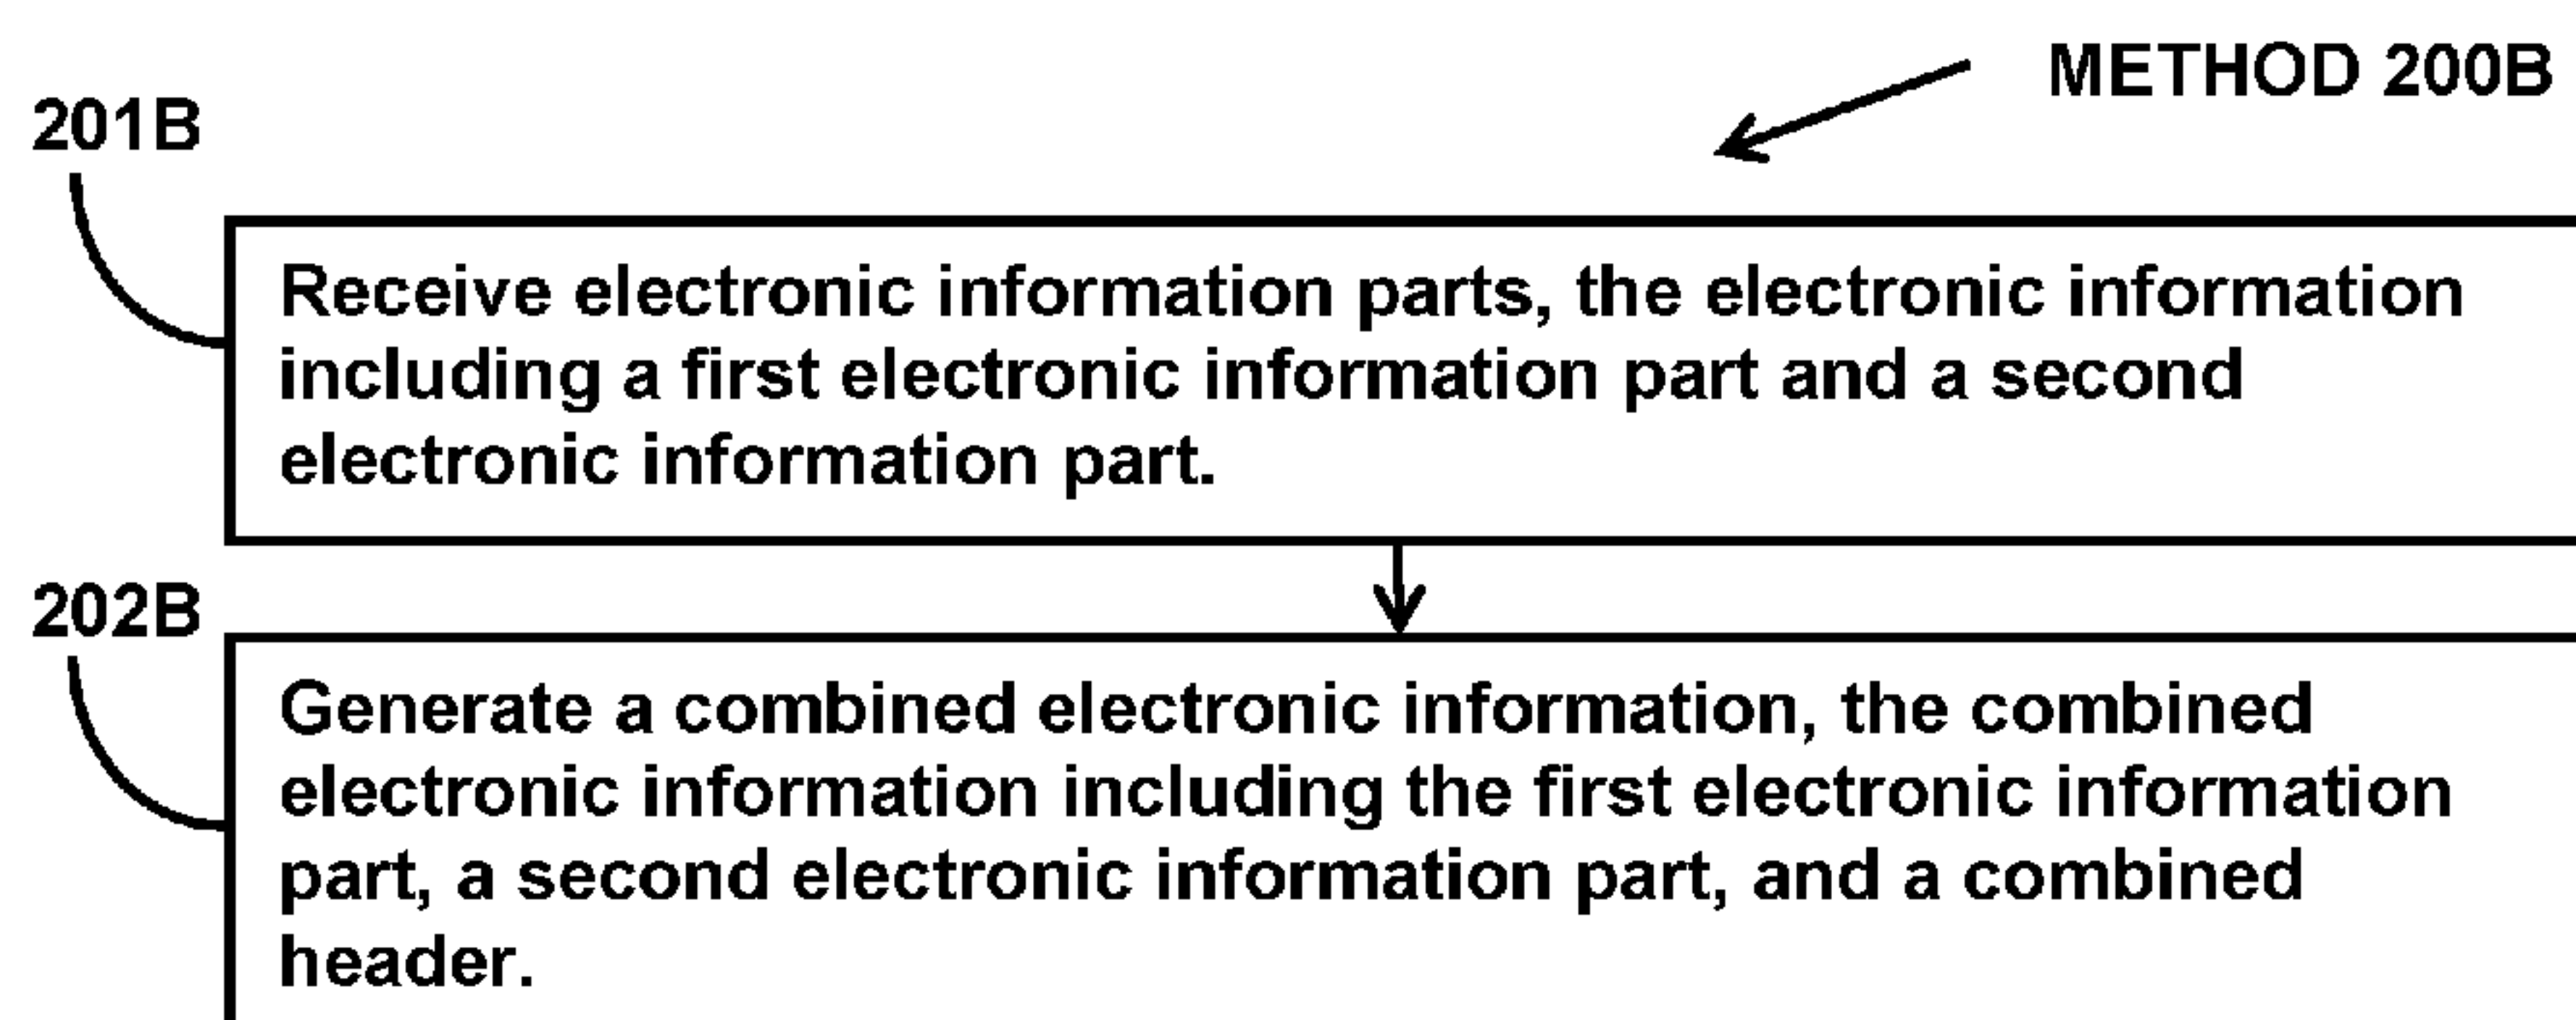 METHOD 200B
201B
Receive electronic information parts, the electronic information
including a first electronic information part and a second
electronic information part.
202B
Generate a combined electronic information, the combined
electronic information including the first electronic information
part, a second electronic information part, and a combined
header.